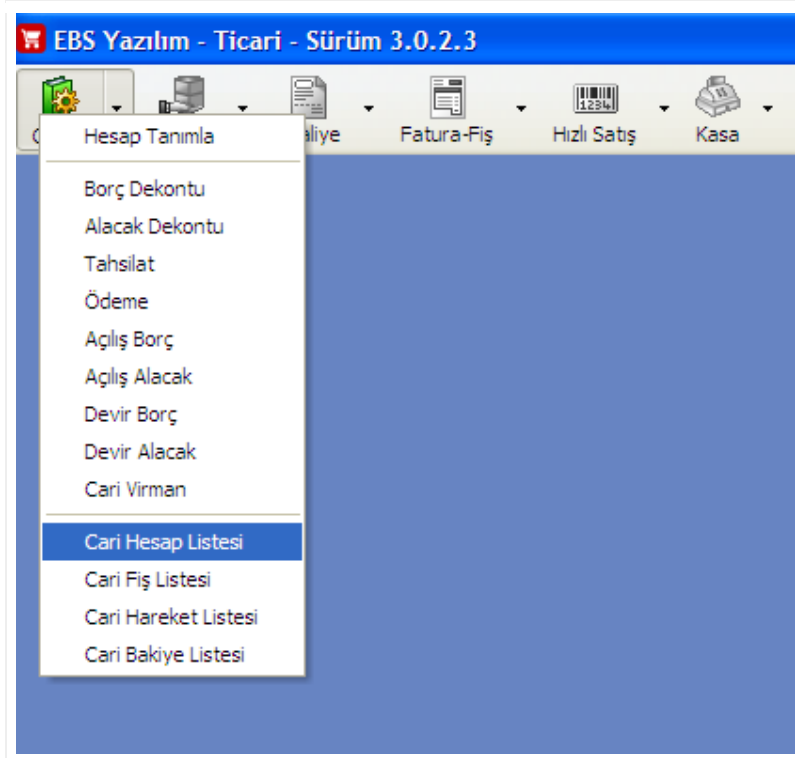 EBS Yazılım - Ticari - Sürüm 3.0.2.3
Fatura-Fiş Hızlı Satış Kasa
1234
Hesap Tanımla
Borç Dekontu
Alacak Dekontu
Tahsilat
Ödeme
Açılış Borç
Açılış Alacak
Devir Borç
Devir Alacak
Cari Virman
Cari Hesap Listesi
Cari Fiş Listesi
Cari Hareket Listesi
Cari Bakiye Listesi